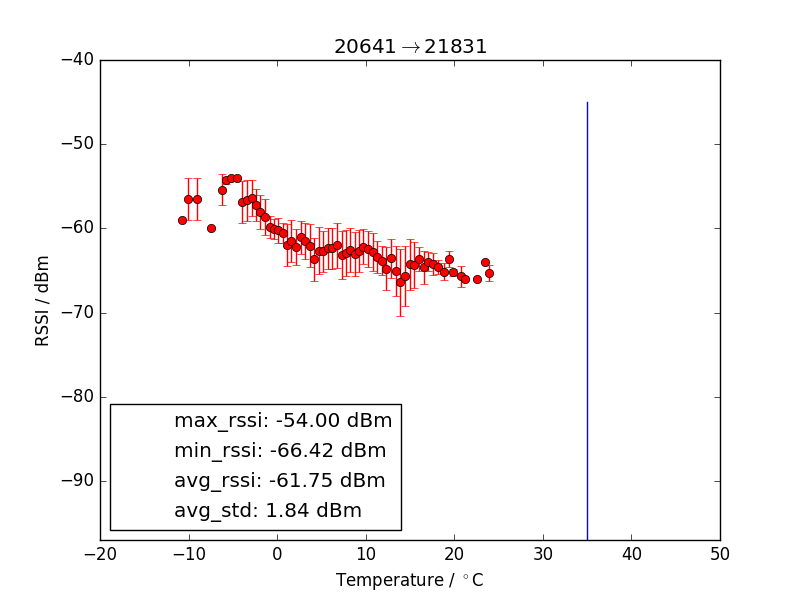 20641→21831
−40
−50
−60
−70
−80
−90
RSSI / dBm
max_rssi: -54.00 dBm
min_rssi: -66.42 dBm
avg_rssi: -61.75 dBm
avg_std: 1.84 dBm
−20 −10 0 10 20 30 40 50
Temperature / °C